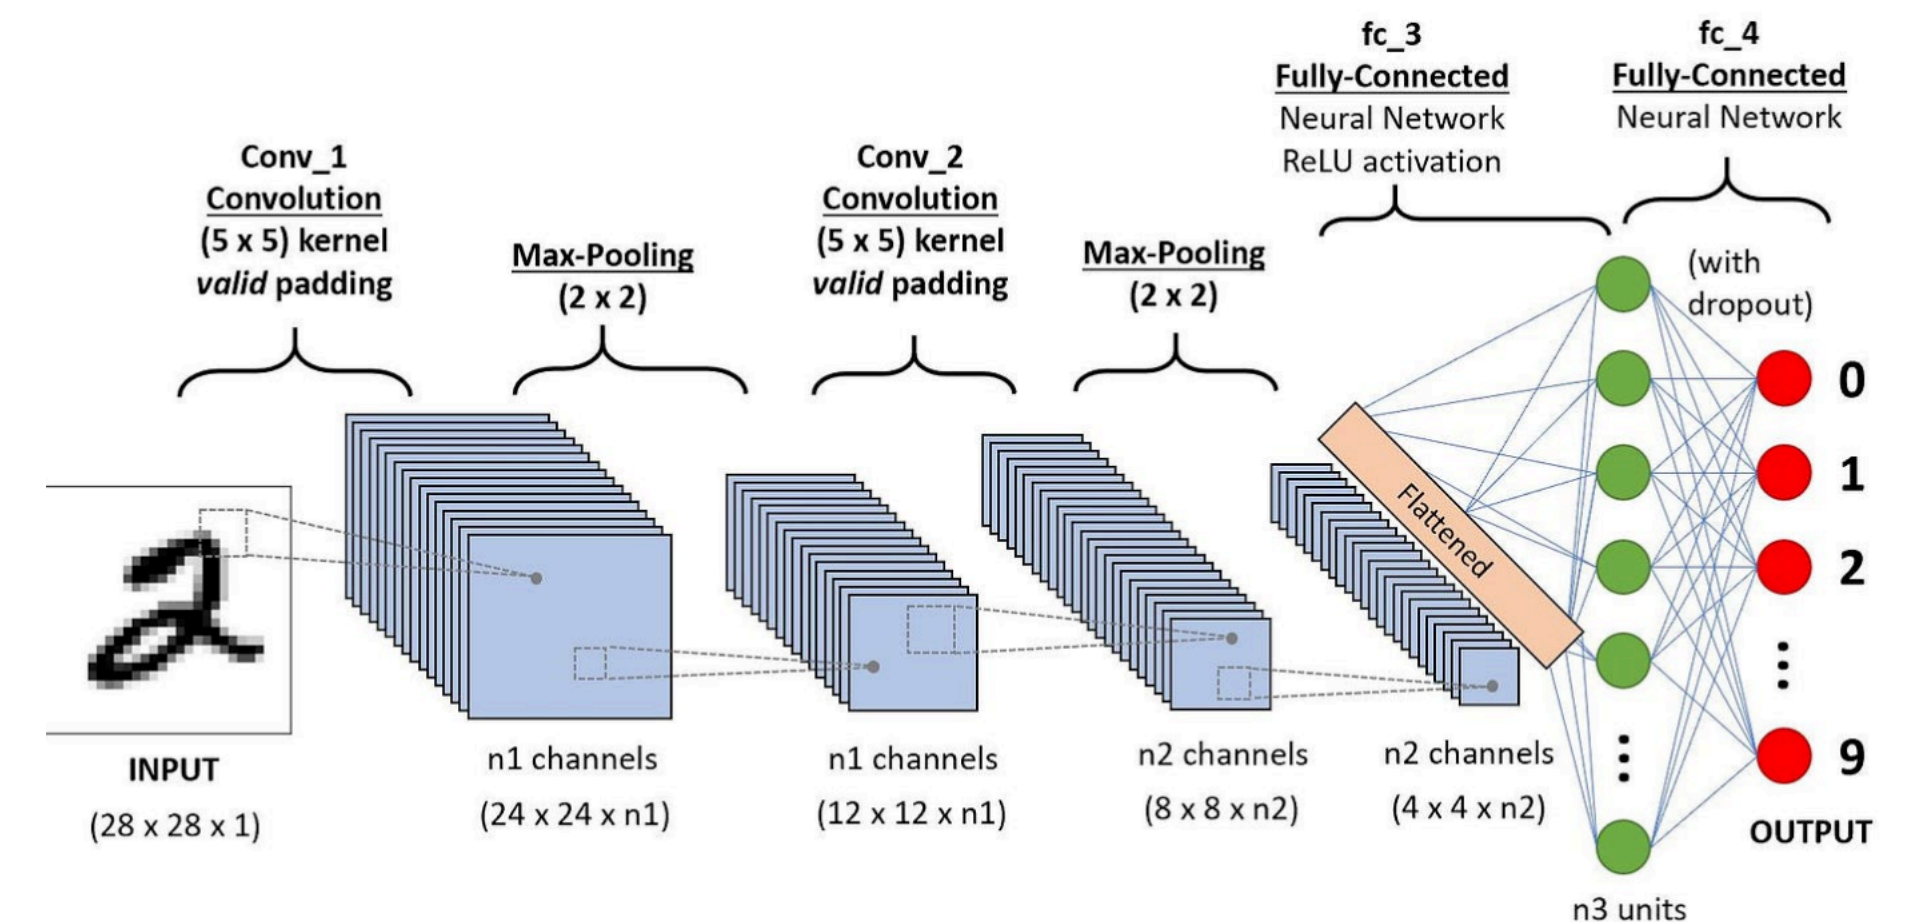 Conv_1
Convolution
(5 x 5) kernel
valid padding
Max-Pooling
(2 x 2)
Conv_2
Convolution
(5 x 5) kernel
valid padding
Max-Pooling
(2 x 2)
fc_3
Fully-Connected
Neural Network
ReLU activation
fc_4
Fully-Connected
Neural Network
(with
dropout)
INPUT
(28 x 28 x 1)
n1 channels
(24 x 24 x n1)
n1 channels
(12 x 12 x n1)
n2 channels
(8 x 8 x n2)
n2 channels
(4 x 4 x n2)
Flattened
n3 units
0
1
2
9
OUTPUT